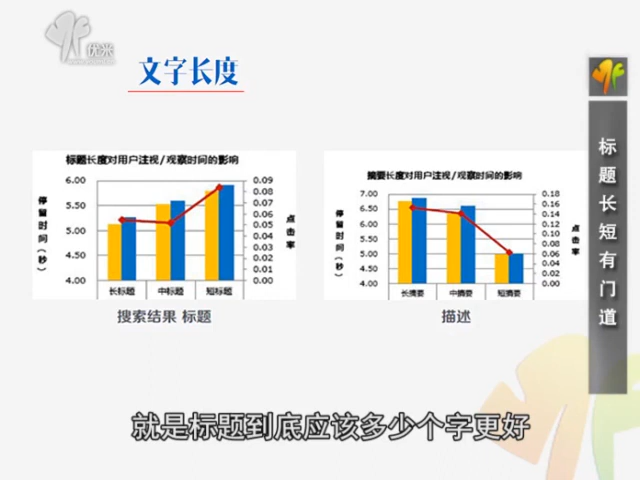 优米
文字长度
标题长度对用户注视/观察时间的影响
停留时间（秒）
6.00
5.50
5.00
4.50
4.00
0.09
0.08
0.07
0.06
0.05
0.04
0.03
0.02
0.01
0.00
点击率
长标题 中标题 短标题
搜索结果 标题
摘要长度对用户注视/观察时间的影响
停留时间（秒）
7.00
6.50
6.00
5.50
5.00
4.50
4.00
0.18
0.16
0.14
0.12
0.10
0.08
0.06
0.04
0.02
0.00
点击率
长摘要 中摘要 短摘要
描述
标题长短有门道
就是标题到底应该多少个字更好